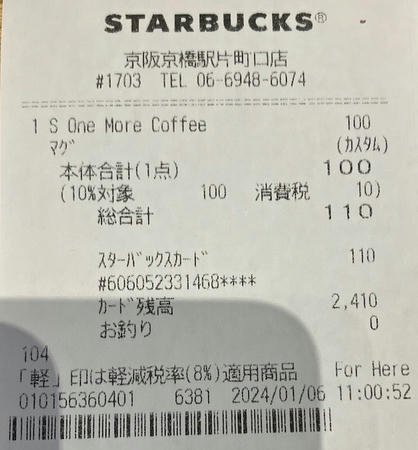 STARBUCKS®
京阪京橋駅片町口店
#1703 TEL 06-6948-6074
1 S One More Coffee 100
マグ (カスタム)
本体合計(1点) 100
(10%対象 100 消費税 10)
総合計 110
スターバックスカード 110
#606052331468****
カード残高 2,410
お釣り 0
104
「軽」印は軽減税率(8%)適用商品 For Here
010156360401 6381 2024/01/06 11:00:52